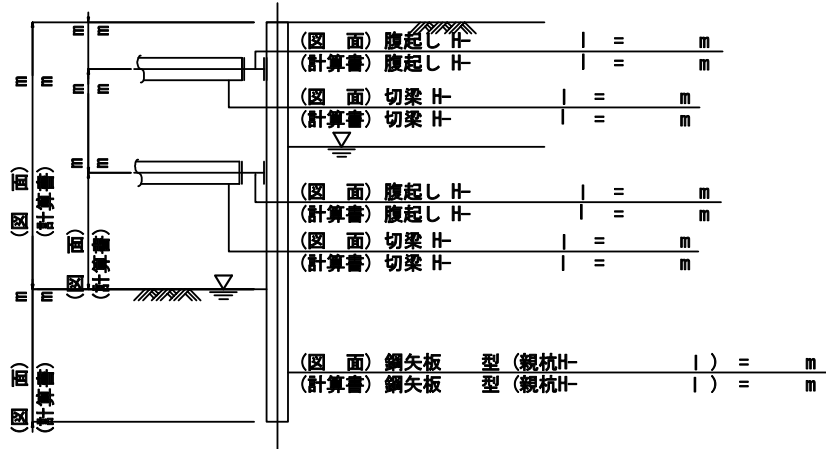 (図　面) 腹起し H-　l　=　m
(計算書) 腹起し H-　l　=　m
(図　面) 切梁 H-　l　=　m
(計算書) 切梁 H-　l　=　m
(図　面) 腹起し H-　l　=　m
(計算書) 腹起し H-　l　=　m
(図　面) 切梁 H-　l　=　m
(計算書) 切梁 H-　l　=　m
(図　面) 鋼矢板　型 (親杭H-　l ) =　m
(計算書) 鋼矢板　型 (親杭H-　l ) =　m
(図　面)　m
(計算書)　m
(図　面)　m
(計算書)　m
(図　面)　m　m　m
(計算書)　m　m　m